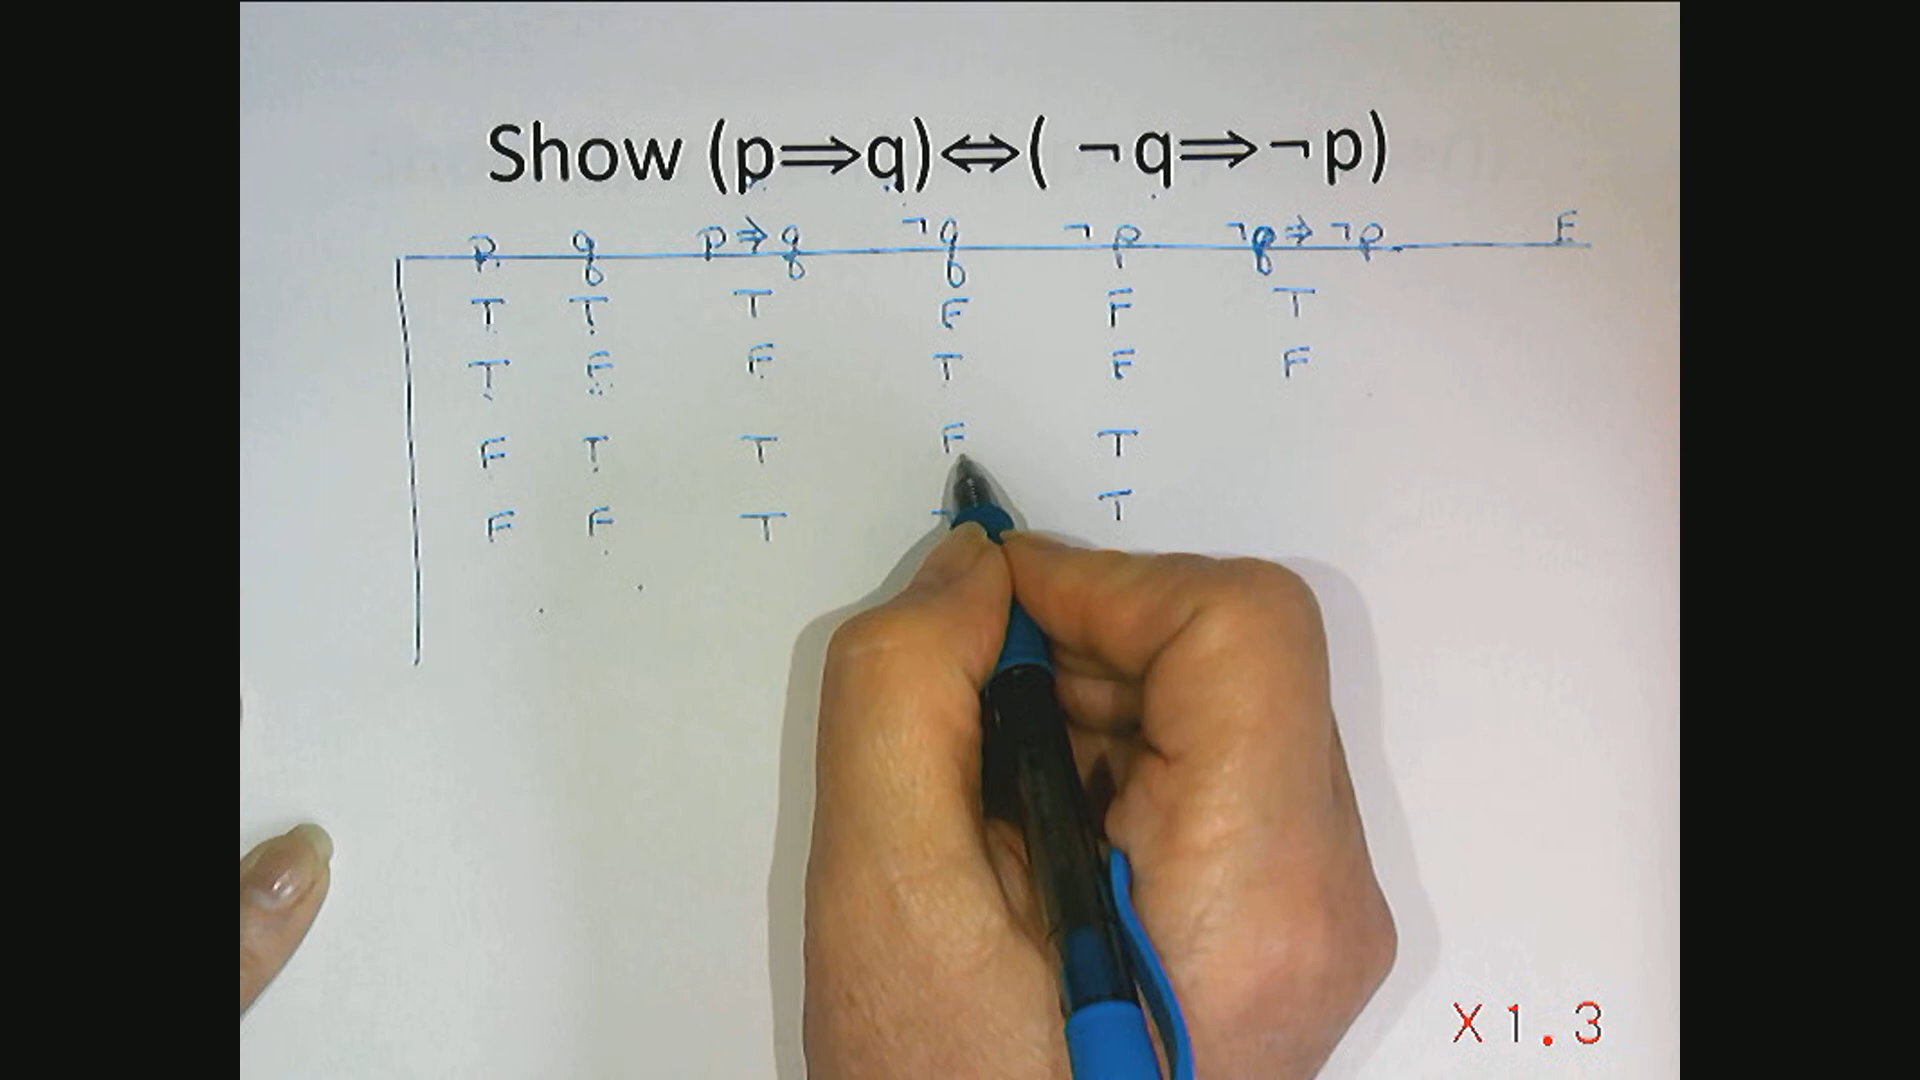 Show (p⇒q)⇔( ¬q⇒¬p)
p q p⇒q ¬q ¬p ¬q⇒¬p F
T T T F F T
T F F T F F
F T T F T
F F T T
X1.3